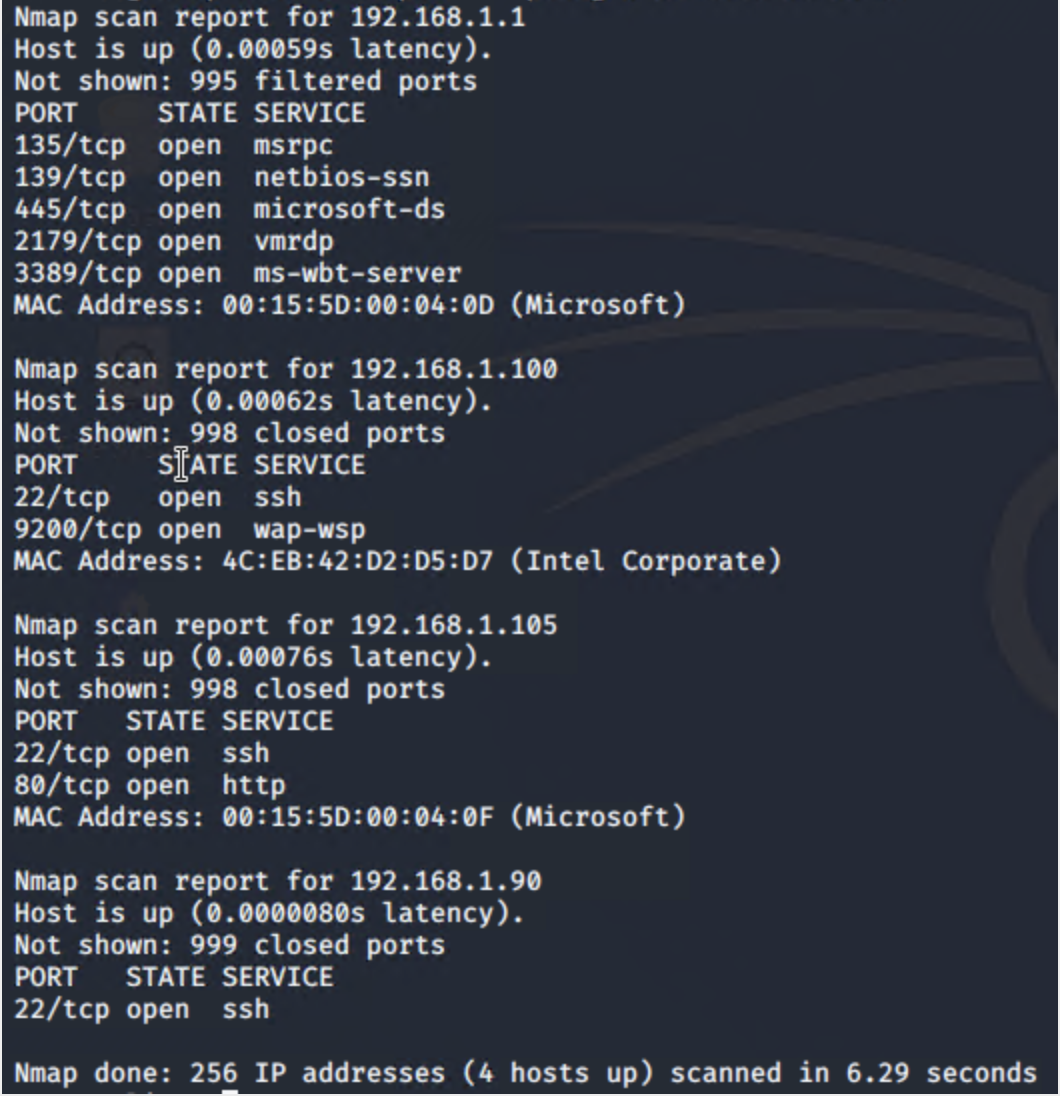 Nmap scan report for 192.168.1.1
Host is up (0.00059s latency).
Not shown: 995 filtered ports
PORT     STATE SERVICE
135/tcp  open  msrpc
139/tcp  open  netbios-ssn
445/tcp  open  microsoft-ds
2179/tcp open  vmrdp
3389/tcp open  ms-wbt-server
MAC Address: 00:15:5D:00:04:0D (Microsoft)

Nmap scan report for 192.168.1.100
Host is up (0.00062s latency).
Not shown: 998 closed ports
PORT     STATE SERVICE
22/tcp   open  ssh
9200/tcp open  wap-wsp
MAC Address: 4C:EB:42:D2:D5:D7 (Intel Corporate)

Nmap scan report for 192.168.1.105
Host is up (0.00076s latency).
Not shown: 998 closed ports
PORT   STATE SERVICE
22/tcp open  ssh
80/tcp open  http
MAC Address: 00:15:5D:00:04:0F (Microsoft)

Nmap scan report for 192.168.1.90
Host is up (0.0000080s latency).
Not shown: 999 closed ports
PORT   STATE SERVICE
22/tcp open  ssh

Nmap done: 256 IP addresses (4 hosts up) scanned in 6.29 seconds